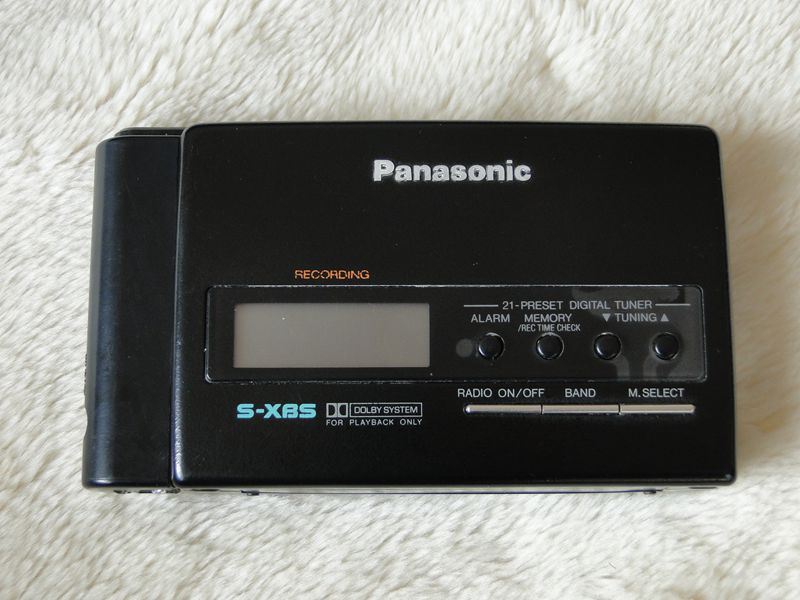 Panasonic
RECORDING
21-PRESET DIGITAL TUNER
ALARM MEMORY ▼ TUNING ▲
/REC TIME CHECK
RADIO ON/OFF BAND M.SELECT
S-XBS DOLBY SYSTEM
FOR PLAYBACK ONLY